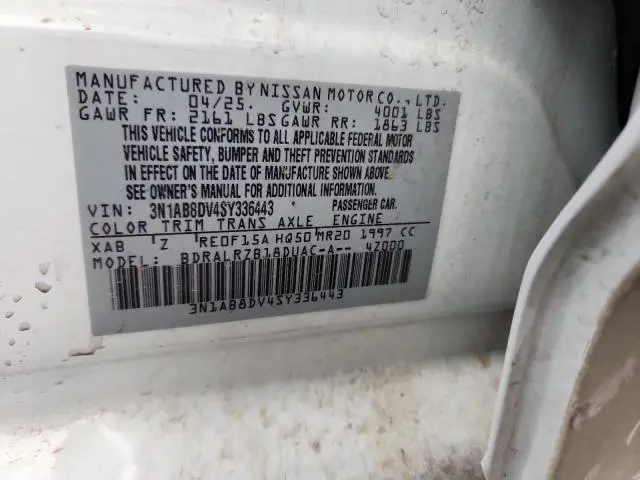 MANUFACTURED BY NISSAN MOTOR CO., LTD.
DATE: 04/25. GVWR: 4001 LBS
GAWR FR: 2161 LBS GAWR RR: 1863 LBS
THIS VEHICLE CONFORMS TO ALL APPLICABLE FEDERAL MOTOR
VEHICLE SAFETY, BUMPER AND THEFT PREVENTION STANDARDS
IN EFFECT ON THE DATE OF MANUFACTURE SHOWN ABOVE.
SEE OWNER'S MANUAL FOR ADDITIONAL INFORMATION.
VIN: 3N1AB8DV4SY336443 PASSENGER CAR.
COLOR TRIM TRANS AXLE ENGINE
XAB Z RE0F15A HQ50 MR20 1997 CC
MODEL: BDRALRZB18DUAC-A-- 47000
3N1AB8DV4SY336443